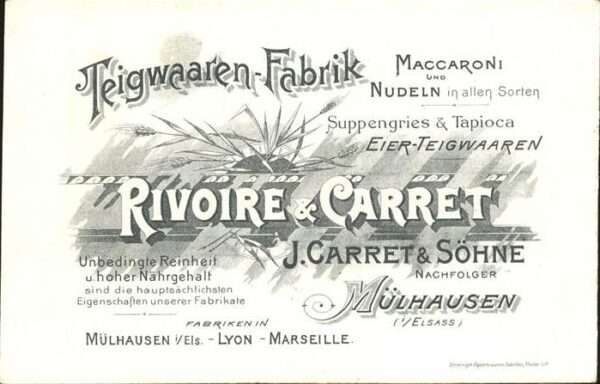 Teigwaaren-Fabrik
MACCARONI
UND
NUDELN in allen Sorten
Suppengries & Tapioca
EIER-TEIGWAAREN
RIVOIRE & CARRET
J. CARRET & SÖHNE
NACHFOLGER
MÜLHAUSEN
(i/ELSASS)
Unbedingte Reinheit
u. hoher Nährgehalt
sind die hauptsächlichsten
Eigenschaften unserer Fabrikate
FABRIKEN IN
MÜLHAUSEN i/Els. - LYON - MARSEILLE.